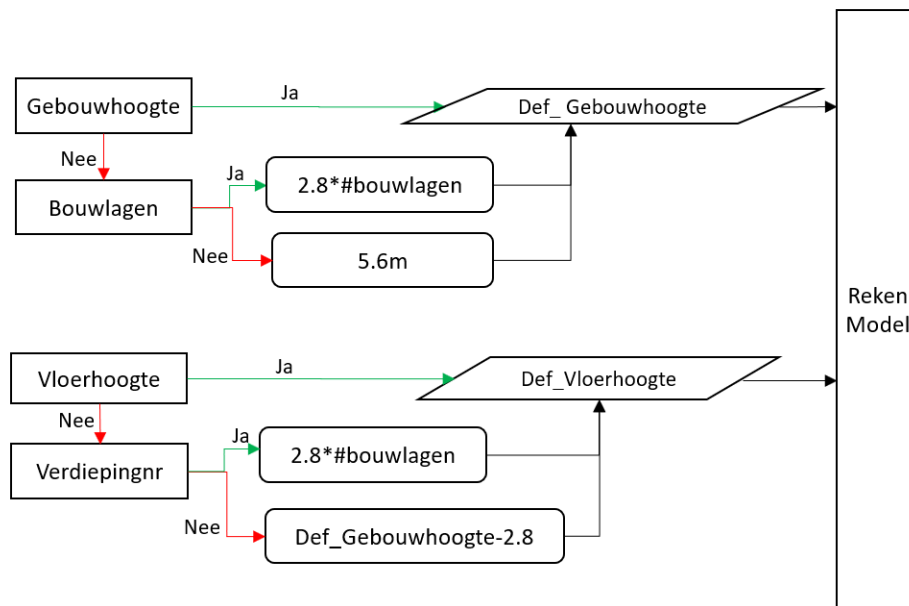 Gebouwhoogte
Ja
Def_ Gebouwhoogte
Nee
Bouwlagen
Ja
2.8*#bouwlagen
Nee
5.6m
Reken
Model
Vloerhoogte
Ja
Def_Vloerhoogte
Nee
Verdiepingnr
Ja
2.8*#bouwlagen
Nee
Def_Gebouwhoogte-2.8